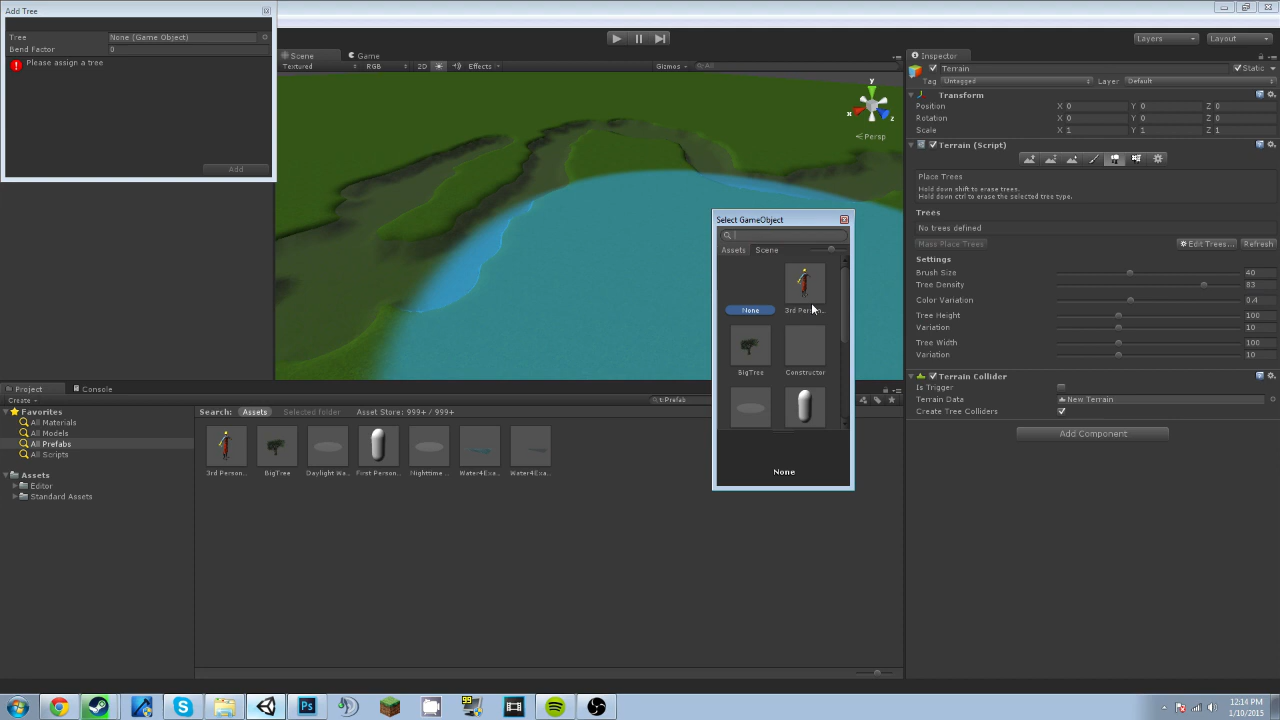 Add Tree
Tree None (Game Object)
Bend Factor 0
Please assign a tree
Add
Layers Layout
Scene Game
Textured RGB 2D Effects Gizmos All
y
x
z
Persp
Select GameObject
Assets Scene
None 3rd Person..
BigTree Constructor
None
Inspector
Terrain Static
Tag Untagged Layer Default
Transform
Position X 0 Y 0 Z 0
Rotation X 0 Y 0 Z 0
Scale X 1 Y 1 Z 1
Terrain (Script)
Place Trees
Hold down shift to erase trees.
Hold down ctrl to erase the selected tree type.
Trees
No trees defined
Mass Place Trees Edit Trees... Refresh
Settings
Brush Size 40
Tree Density 83
Color Variation 0.4
Tree Height 100
Variation 10
Tree Width 100
Variation 10
Terrain Collider
Is Trigger
Terrain Data New Terrain
Create Tree Colliders
Add Component
Project Console
Create
t:Prefab
Favorites
All Materials
All Models
All Prefabs
All Scripts
Assets
Editor
Standard Assets
Search: Assets Selected folder Asset Store: 999+ / 999+
3rd Person... BigTree Daylight Wa... First Person... Nighttime ... Water4Exa... Water4Exa...
Ps
99
12:14 PM
1/10/2015